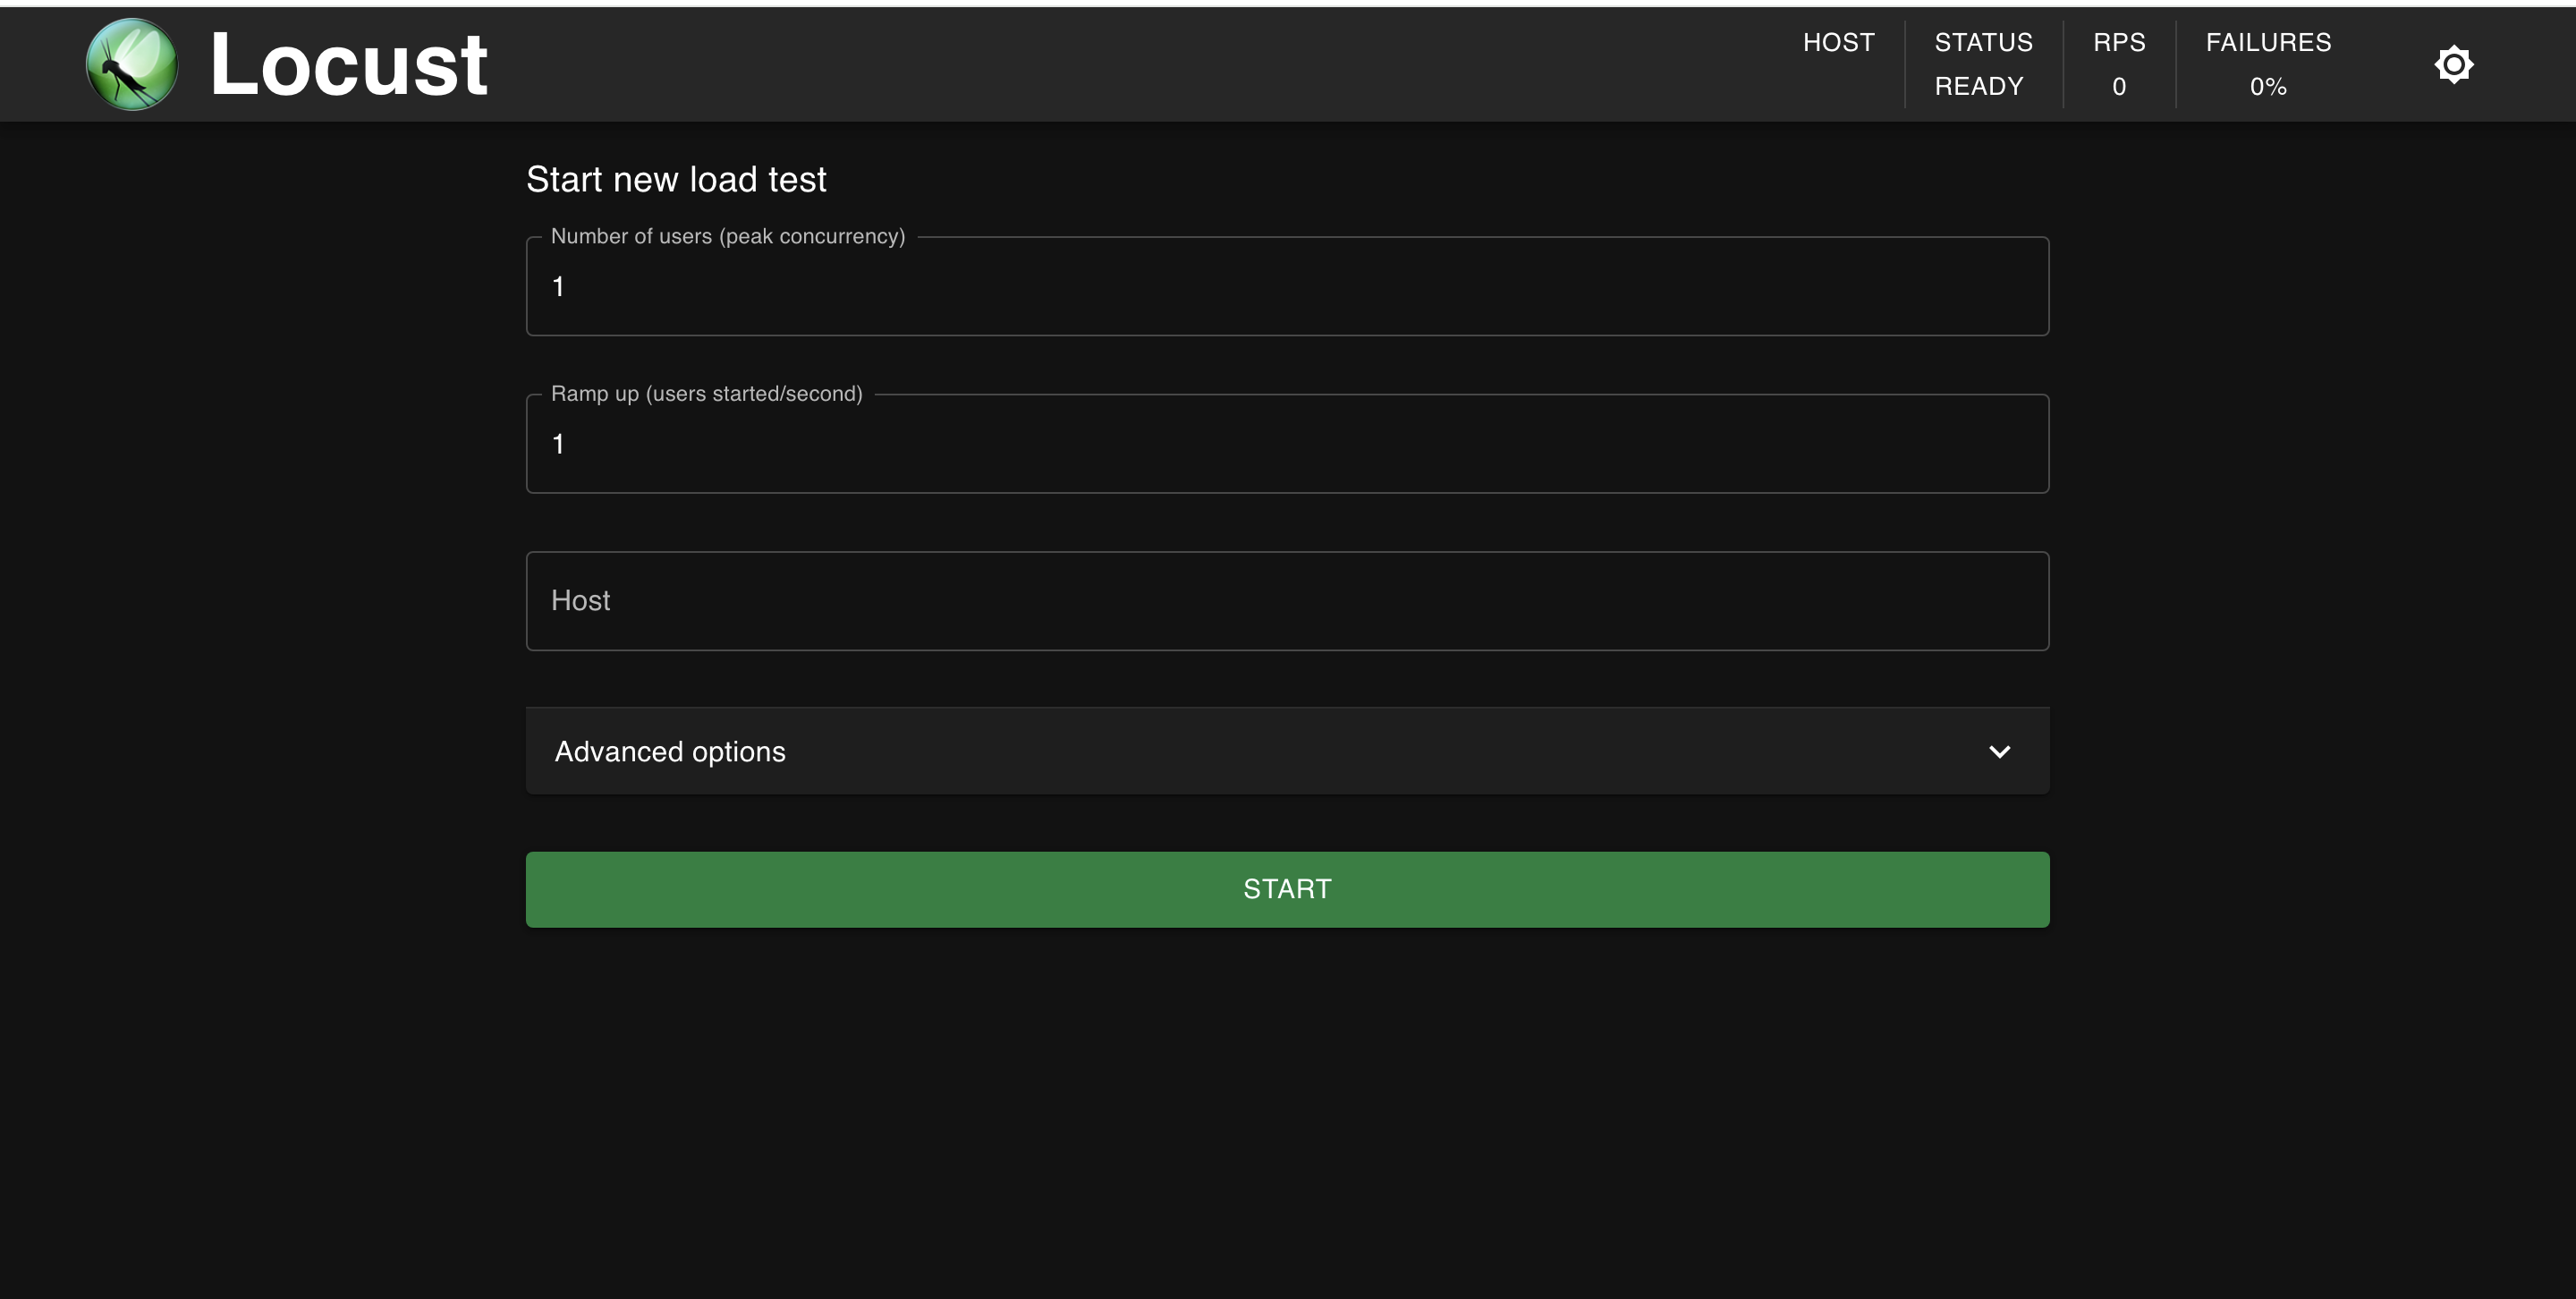 Locust
HOST
STATUS
READY
RPS
0
FAILURES
0%
Start new load test
Number of users (peak concurrency)
1
Ramp up (users started/second)
1
Host
Advanced options
START